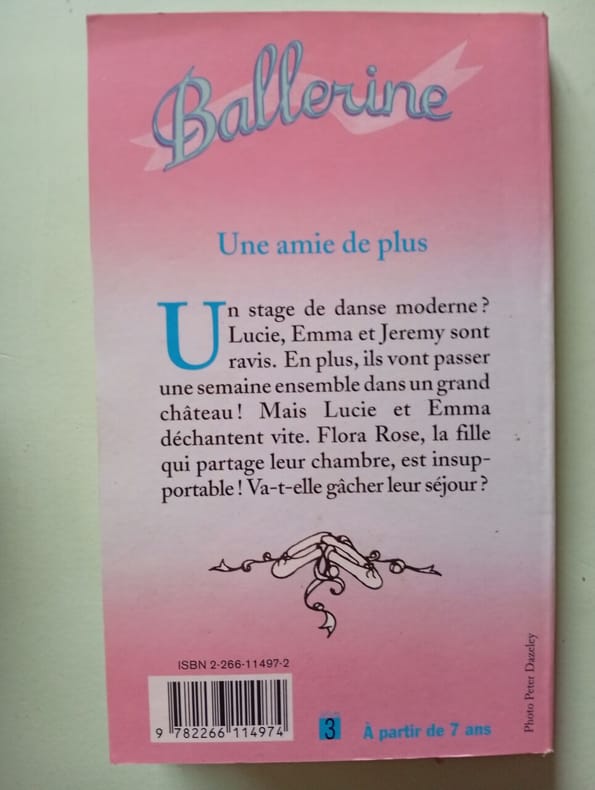 Ballerine
Une amie de plus
Un stage de danse moderne ?
Lucie, Emma et Jeremy sont
ravis. En plus, ils vont passer
une semaine ensemble dans un grand
château ! Mais Lucie et Emma
déchantent vite. Flora Rose, la fille
qui partage leur chambre, est insup-
portable ! Va-t-elle gâcher leur séjour ?
ISBN 2-266-11497-2
9 782266 114974
3
À partir de 7 ans
Photo Peter Dazeley